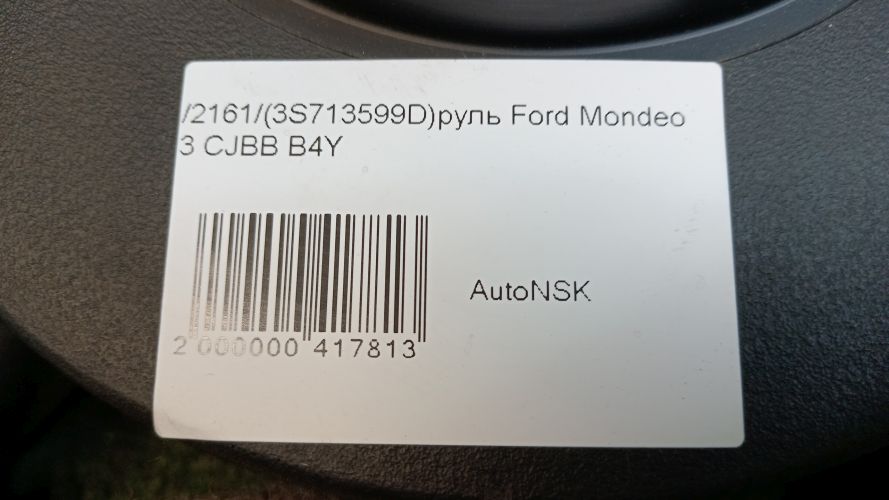 /2161/(3S713599D)руль Ford Mondeo
3 CJBB B4Y
AutoNSK
2 000000 417813